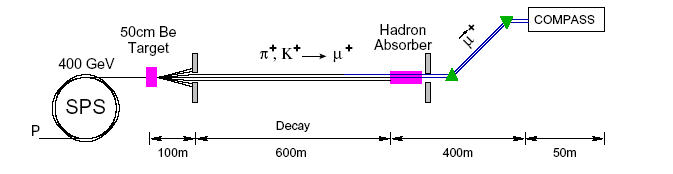 50cm Be
Target
400 GeV
SPS
P
π⁺, K⁺ → μ⁺
Hadron
Absorber
μ⁺
COMPASS
Decay
100m
600m
400m
50m